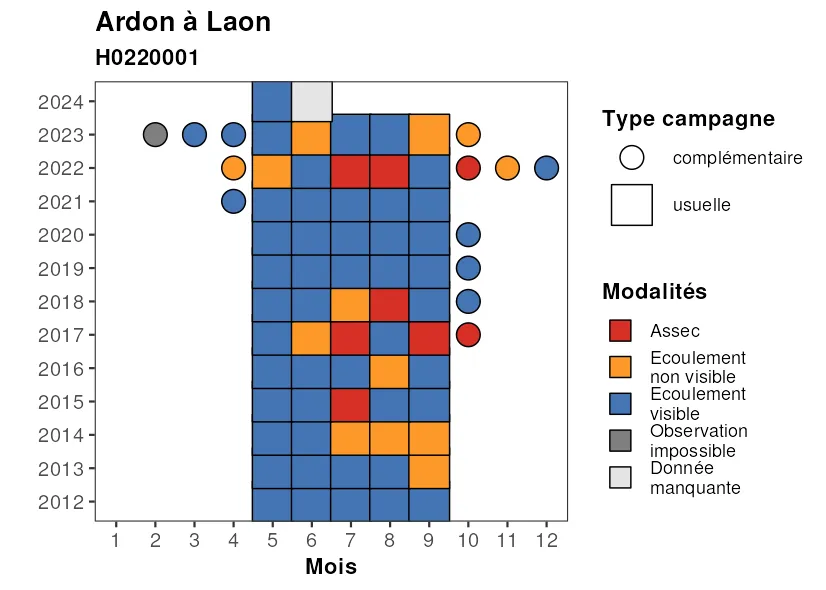 Ardon à Laon
H0220001
2024
2023
2022
2021
2020
2019
2018
2017
2016
2015
2014
2013
2012
1 2 3 4 5 6 7 8 9 10 11 12
Mois
Type campagne
complémentaire
usuelle
Modalités
Assec
Ecoulement
non visible
Ecoulement
visible
Observation
impossible
Donnée
manquante